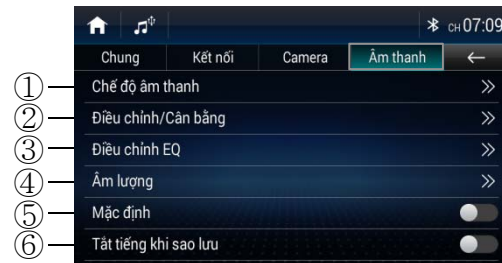 CH 07:09
Chung Kết nối Camera Âm thanh
① Chế độ âm thanh
② Điều chỉnh/Cân bằng
③ Điều chỉnh EQ
④ Âm lượng
⑤ Mặc định
⑥ Tắt tiếng khi sao lưu